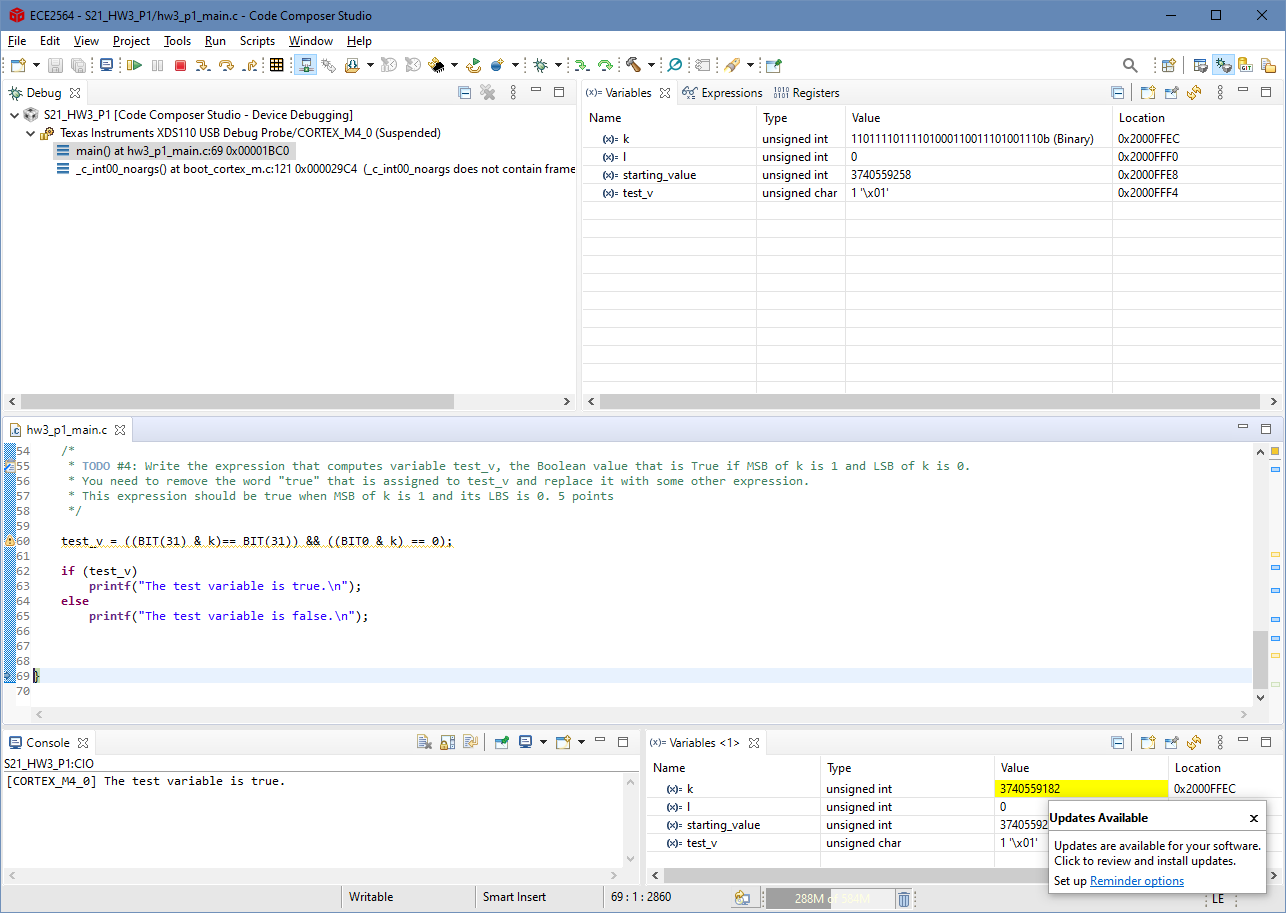 ECE2564 - S21_HW3_P1/hw3_p1_main.c - Code Composer Studio
File Edit View Project Tools Run Scripts Window Help
Debug
S21_HW3_P1 [Code Composer Studio - Device Debugging]
Texas Instruments XDS110 USB Debug Probe/CORTEX_M4_0 (Suspended)
main() at hw3_p1_main.c:69 0x00001BC0
_c_int00_noargs() at boot_cortex_m.c:121 0x000029C4 (_c_int00_noargs does not contain frame
(x)= Variables Expressions 1010 0101 Registers
Name Type Value Location
(x)= k unsigned int 11011110111101000110011101001110b (Binary) 0x2000FFEC
(x)= l unsigned int 0 0x2000FFF0
(x)= starting_value unsigned int 3740559258 0x2000FFE8
(x)= test_v unsigned char 1 '\x01' 0x2000FFF4
hw3_p1_main.c
54 /*
55 * TODO #4: Write the expression that computes variable test_v, the Boolean value that is True if MSB of k is 1 and LSB of k is 0.
56 * You need to remove the word "true" that is assigned to test_v and replace it with some other expression.
57 * This expression should be true when MSB of k is 1 and its LBS is 0. 5 points
58 */
59
60 test_v = ((BIT(31) & k)== BIT(31)) && ((BIT0 & k) == 0);
61
62 if (test_v)
63 printf("The test variable is true.\n");
64 else
65 printf("The test variable is false.\n");
66
67
68
69 }
70
Console
S21_HW3_P1:CIO
[CORTEX_M4_0] The test variable is true.
(x)= Variables <1>
Name Type Value Location
(x)= k unsigned int 3740559182 0x2000FFEC
(x)= l unsigned int 0
(x)= starting_value unsigned int 37405592
(x)= test_v unsigned char 1 '\x01'
Updates Available
Updates are available for your software.
Click to review and install updates.
Set up Reminder options
Writable Smart Insert 69 : 1 : 2860 288M of 584M LE